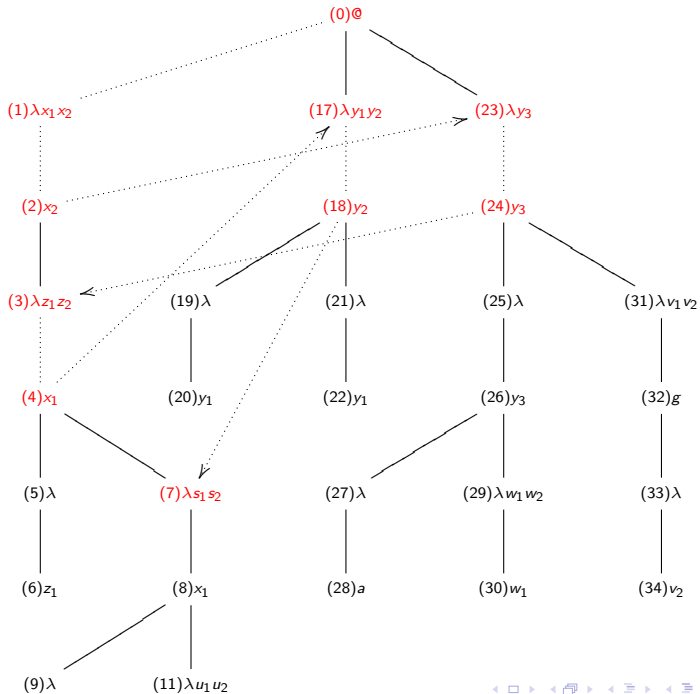 (0)@
(1)λx₁x₂ (17)λy₁y₂ (23)λy₃
(2)x₂ (18)y₂ (24)y₃
(3)λz₁z₂ (19)λ (21)λ (25)λ (31)λv₁v₂
(4)x₁ (20)y₁ (22)y₁ (26)y₃ (32)g
(5)λ (7)λs₁s₂ (27)λ (29)λw₁w₂ (33)λ
(6)z₁ (8)x₁ (28)a (30)w₁ (34)v₂
(9)λ (11)λu₁u₂